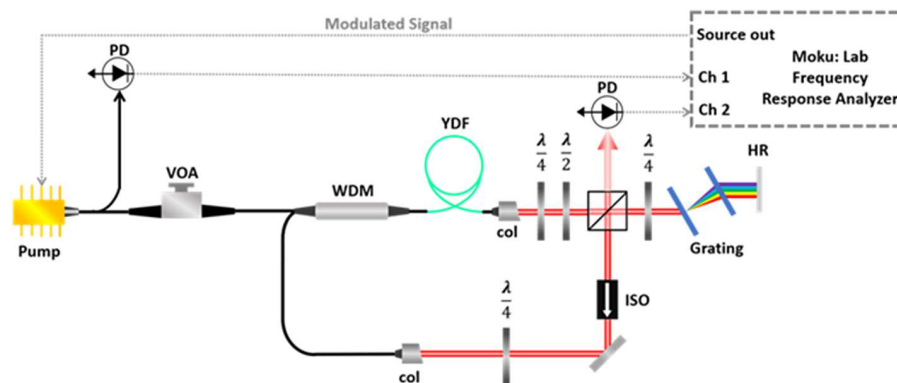 Modulated Signal
Source out
Moku: Lab
Frequency
Response Analyzer
Ch 1
Ch 2
PD
PD
YDF
VOA
WDM
λ
4
λ
2
λ
4
HR
Pump
col
Grating
ISO
λ
4
col